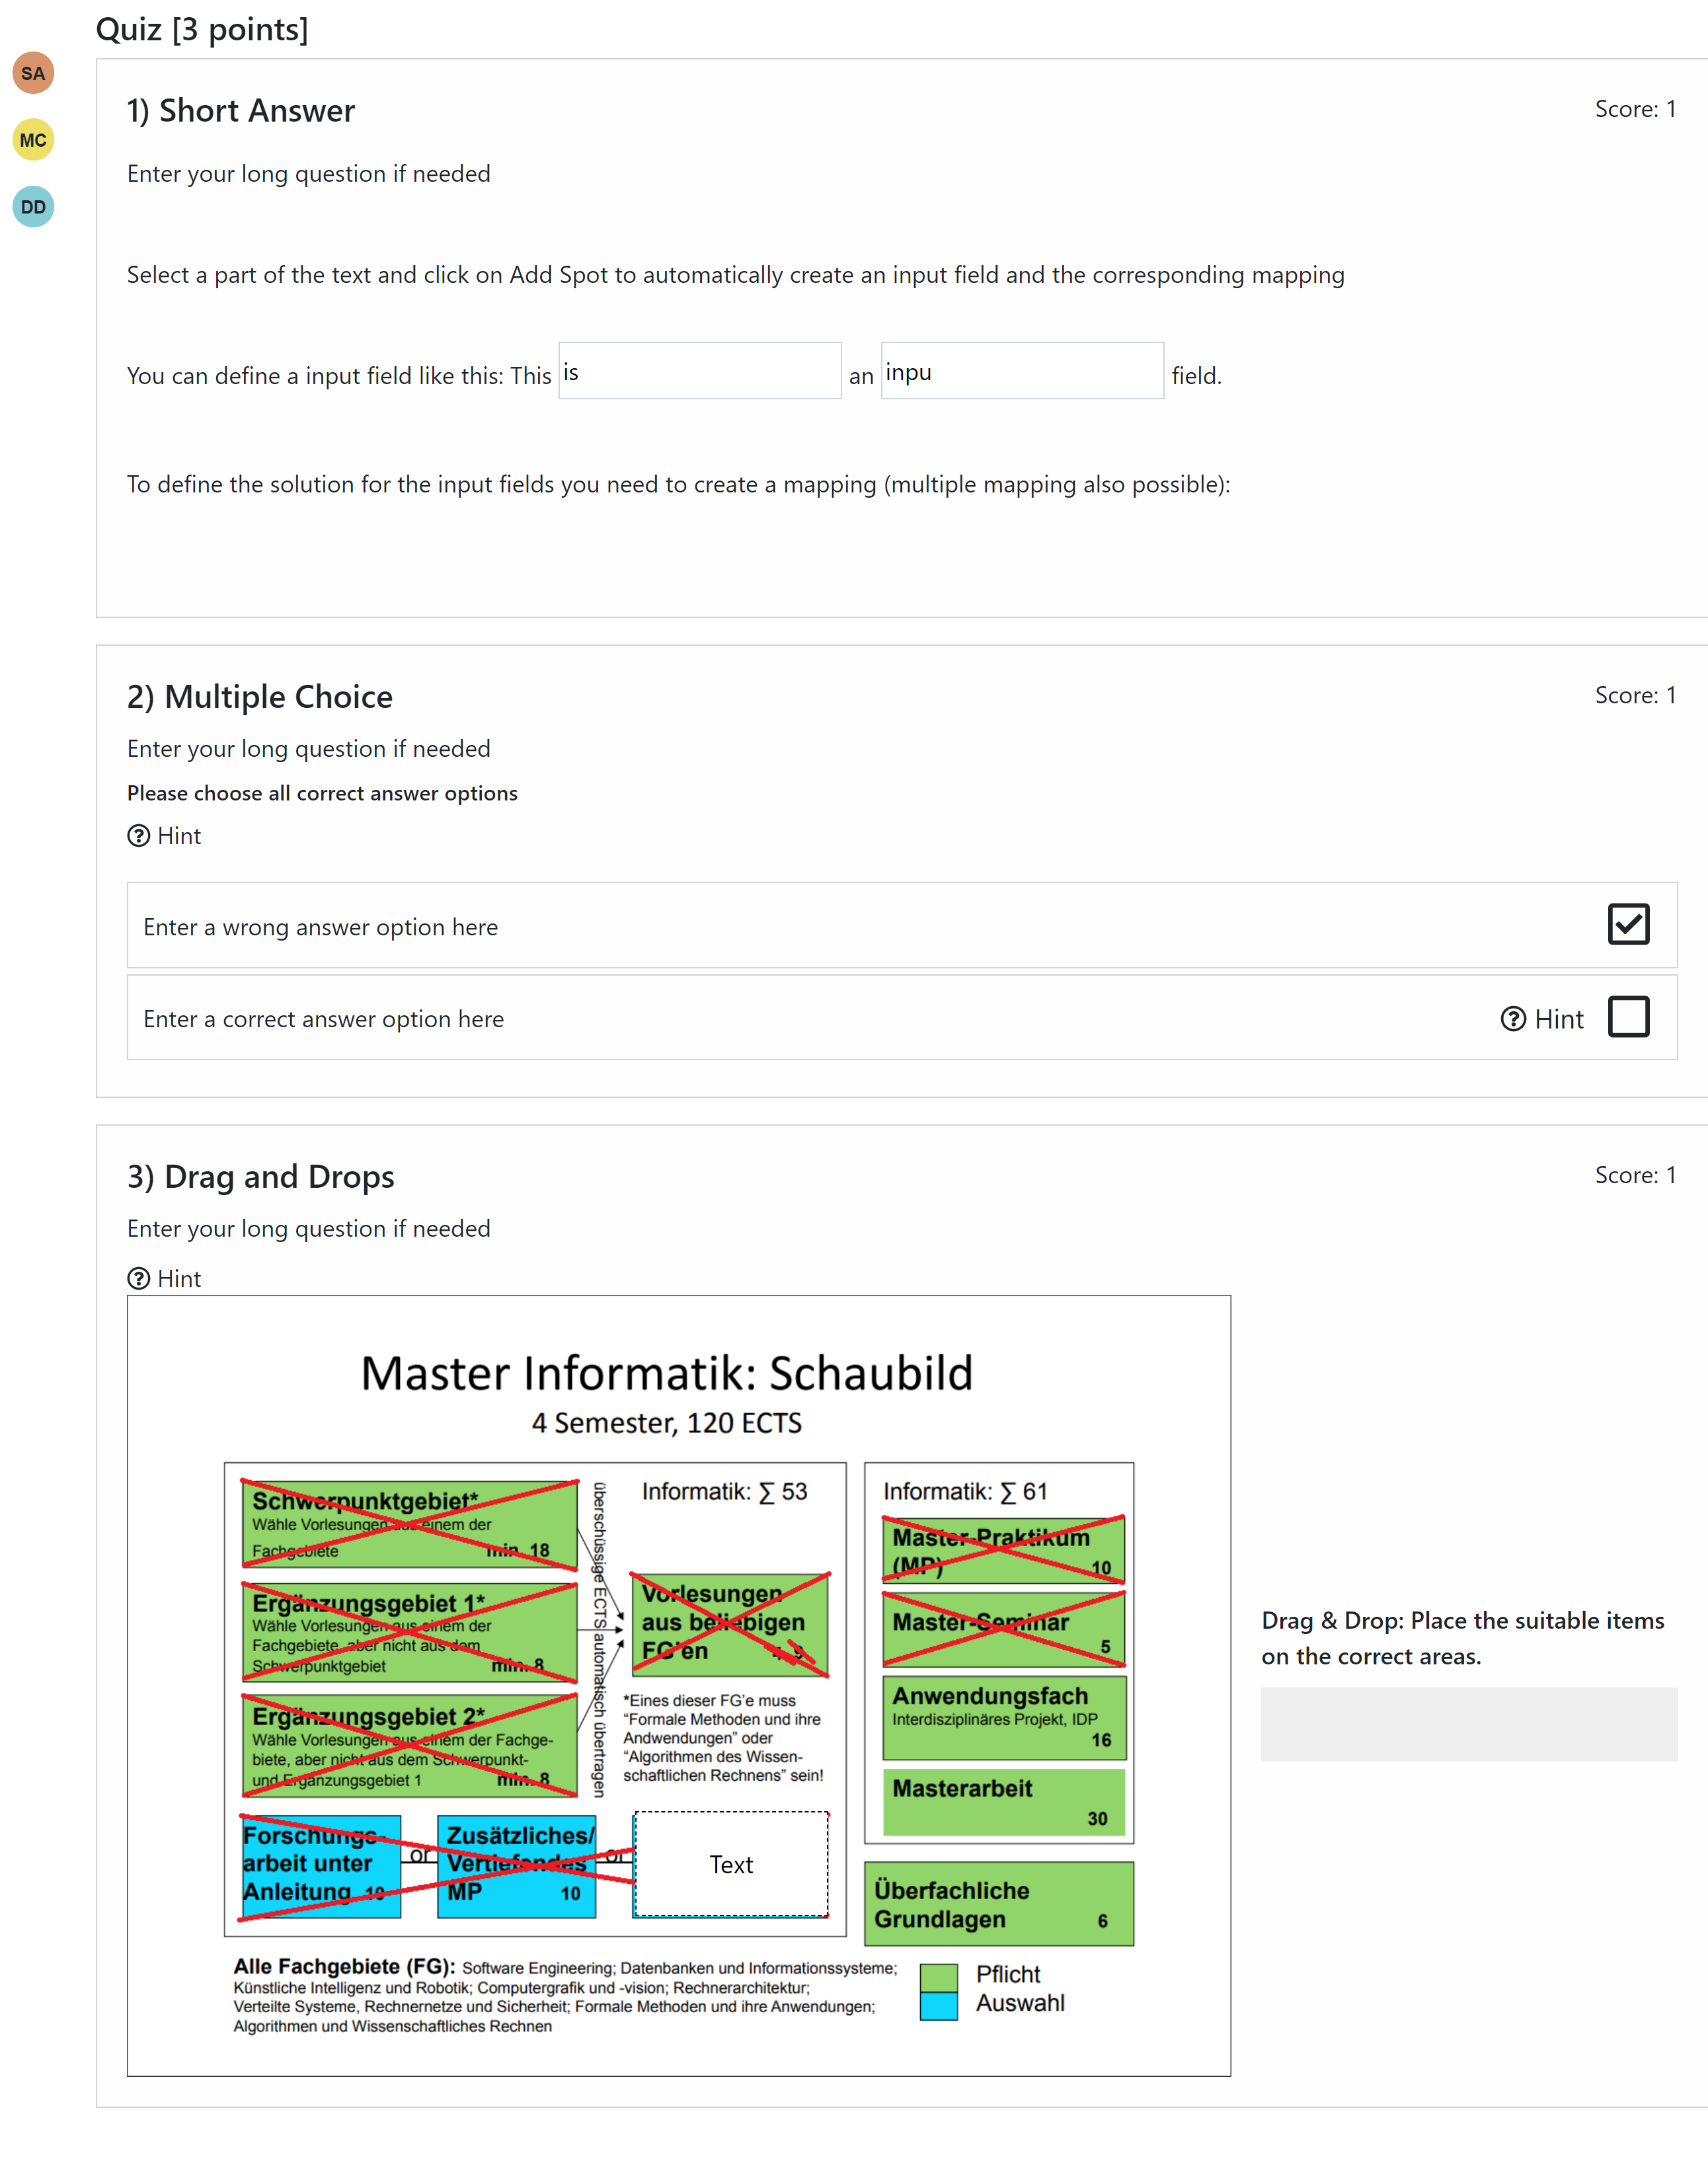 Quiz [3 points]
SA
MC
DD
1) Short Answer
Score: 1
Enter your long question if needed
Select a part of the text and click on Add Spot to automatically create an input field and the corresponding mapping
You can define a input field like this: This is an inpu field.
To define the solution for the input fields you need to create a mapping (multiple mapping also possible):
2) Multiple Choice
Score: 1
Enter your long question if needed
Please choose all correct answer options
Hint
Enter a wrong answer option here
Enter a correct answer option here
Hint
3) Drag and Drops
Score: 1
Enter your long question if needed
Hint
Master Informatik: Schaubild
4 Semester, 120 ECTS
Schwerpunktgebiet*
Wähle Vorlesungen aus einem der
Fachgebiete min. 18
Ergänzungsgebiet 1*
Wähle Vorlesungen aus einem der
Fachgebiete, aber nicht aus dem
Schwerpunktgebiet min. 8
Ergänzungsgebiet 2*
Wähle Vorlesungen aus einem der Fachge-
biete, aber nicht aus dem Schwerpunkt-
und Ergänzungsgebiet 1 min. 8
überschüssige ECTS automatisch übertragen
Informatik: ∑ 53
Vorlesungen
aus beliebigen
FG'en
*Eines dieser FG'e muss
“Formale Methoden und ihre
Andwendungen” oder
“Algorithmen des Wissen-
schaftlichen Rechnens” sein!
Forschungs-
arbeit unter
Anleitung 10
or
Zusätzliches/
Vertiefendes
MP 10
or
Text
Informatik: ∑ 61
Master-Praktikum
(MP) 10
Master-Seminar
5
Anwendungsfach
Interdisziplinäres Projekt, IDP
16
Masterarbeit
30
Überfachliche
Grundlagen 6
Alle Fachgebiete (FG): Software Engineering; Datenbanken und Informationssysteme;
Künstliche Intelligenz und Robotik; Computergrafik und -vision; Rechnerarchitektur;
Verteilte Systeme, Rechnernetze und Sicherheit; Formale Methoden und ihre Anwendungen;
Algorithmen und Wissenschaftliches Rechnen
Pflicht
Auswahl
Drag & Drop: Place the suitable items
on the correct areas.